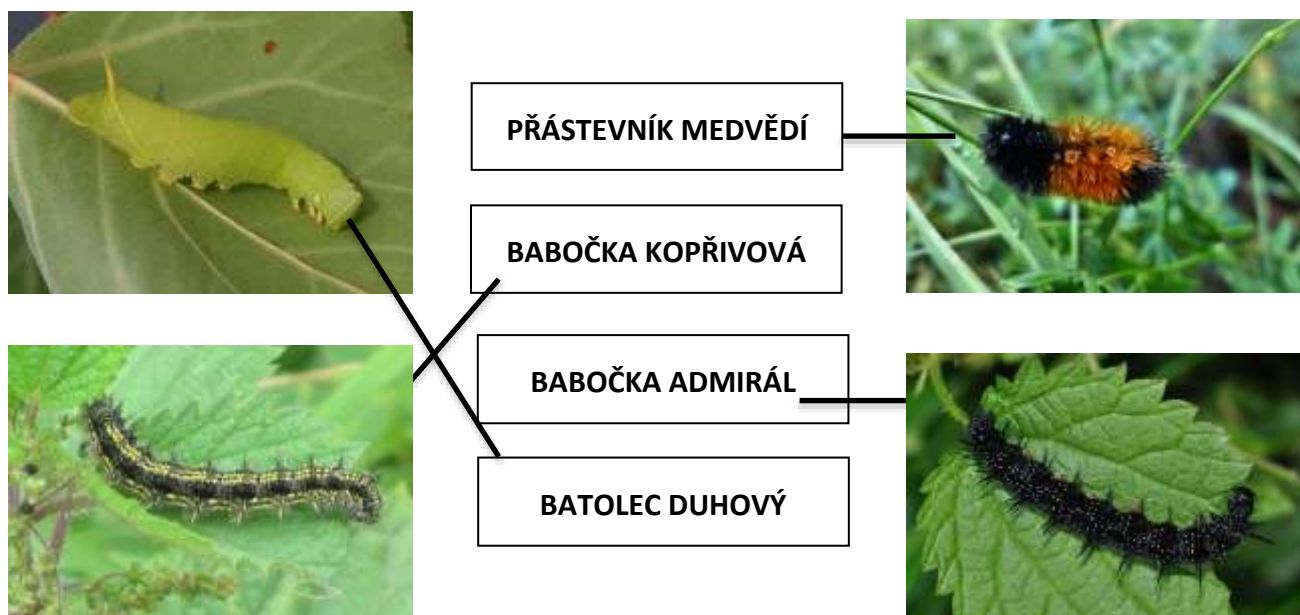 PŘÁSTEVNÍK MEDVĚDÍ
BABOČKA KOPŘIVOVÁ
BABOČKA ADMIRÁL
BATOLEC DUHOVÝ